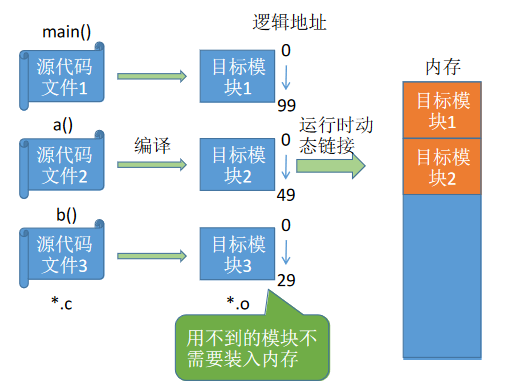 逻辑地址
main()
源代码
文件1
目标模
块1
0
99
内存
目标模
块1
a()
源代码
文件2
编译
目标模
块2
0
49
运行时动
态链接
目标模
块2
b()
源代码
文件3
目标模
块3
0
29
*.c
*.o
用不到的模块不
需要装入内存